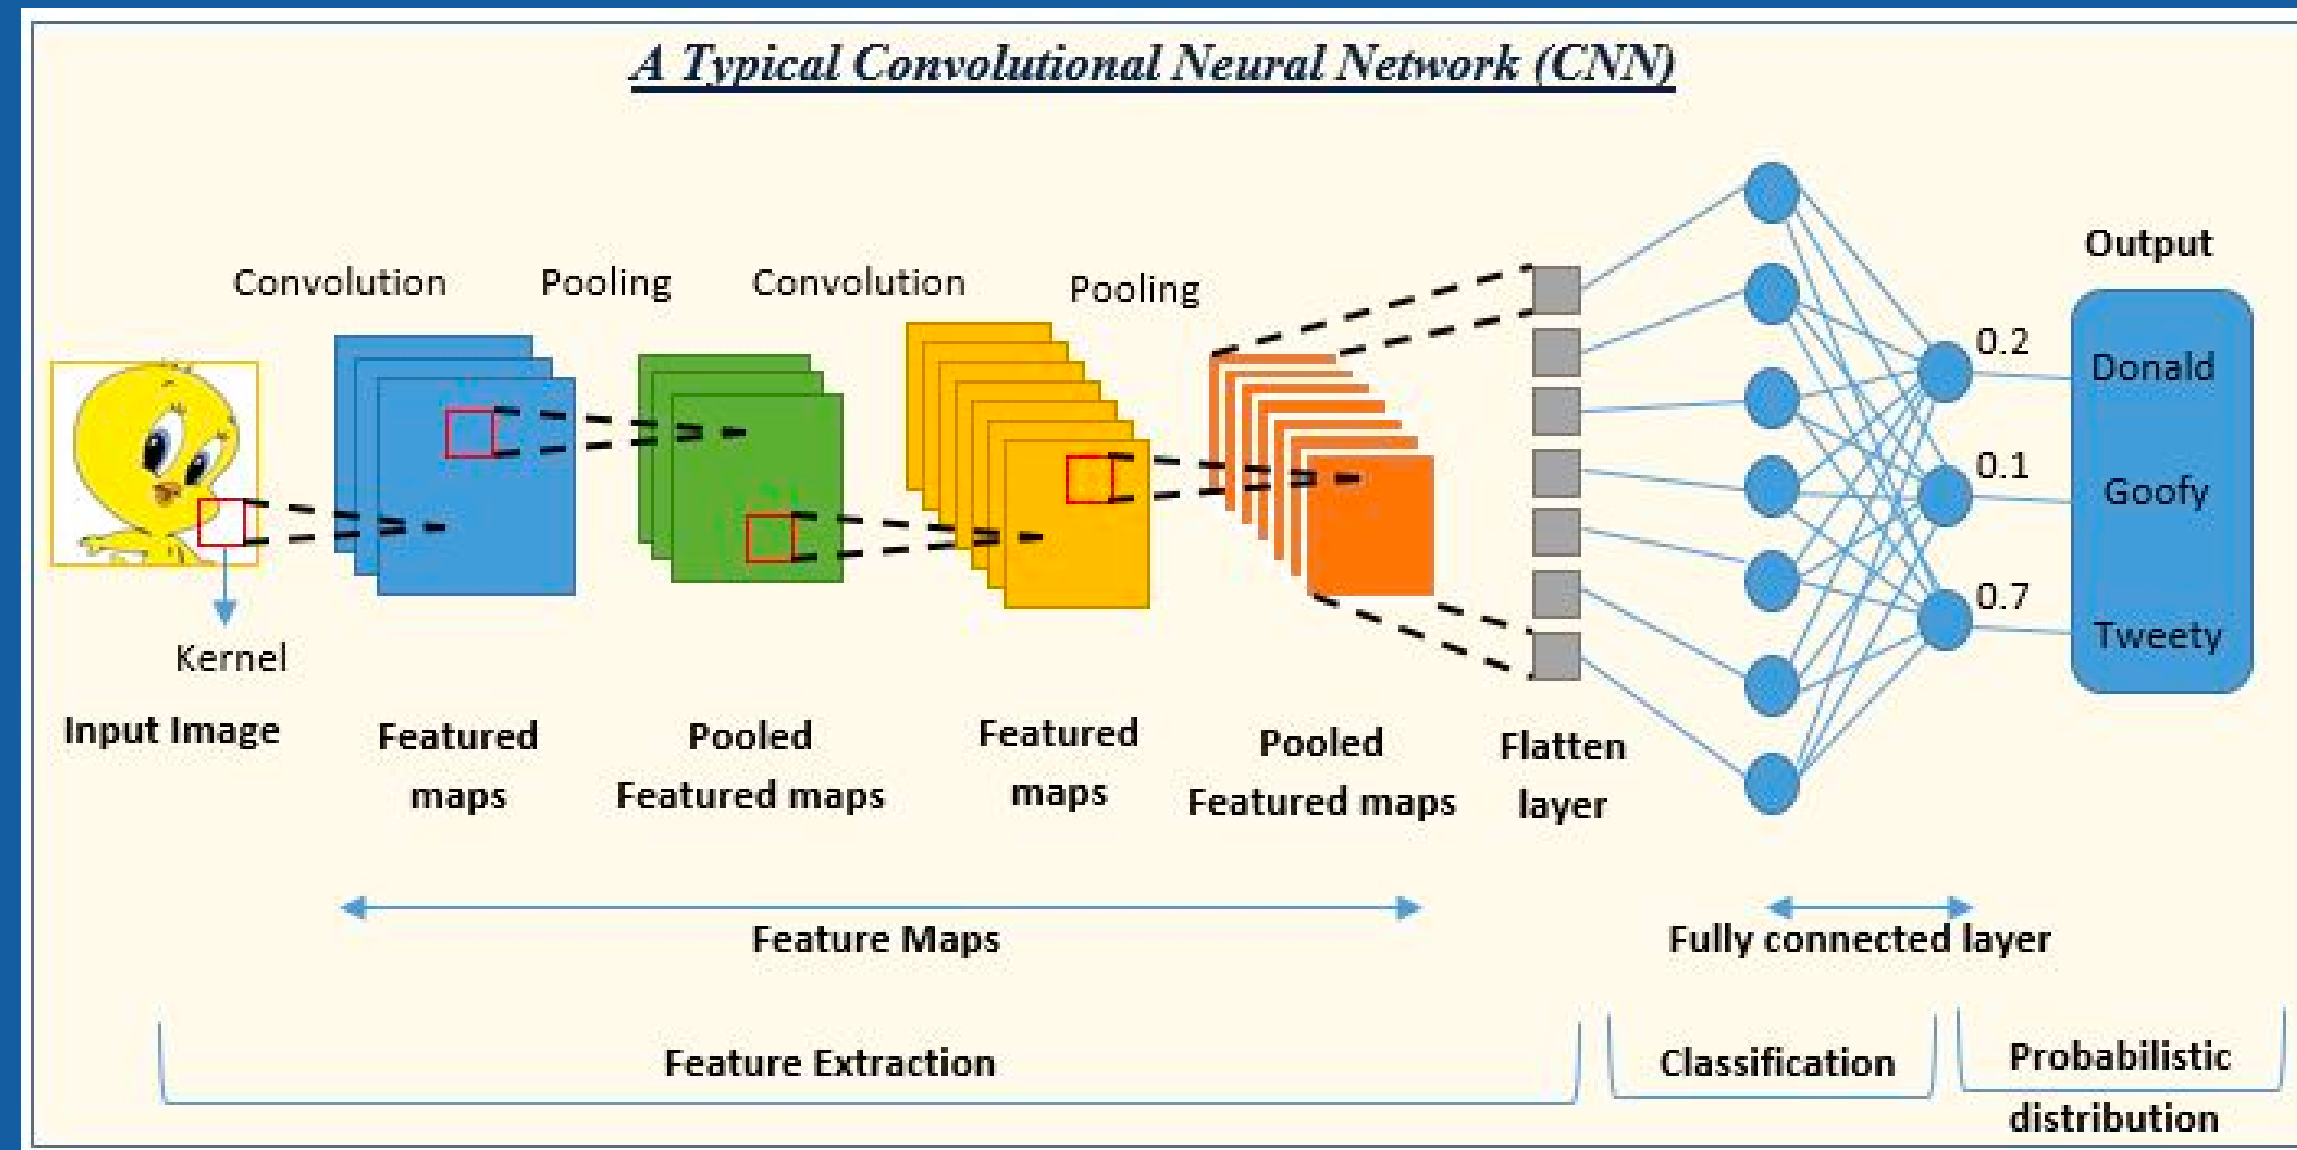 A Typical Convolutional Neural Network (CNN)
Convolution
Pooling
Convolution
Pooling
Output
0.2
Donald
0.1
Goofy
0.7
Tweety
Kernel
Input Image
Featured
maps
Pooled
Featured maps
Featured
maps
Pooled
Featured maps
Flatten
layer
Feature Maps
Fully connected layer
Feature Extraction
Classification
Probabilistic
distribution